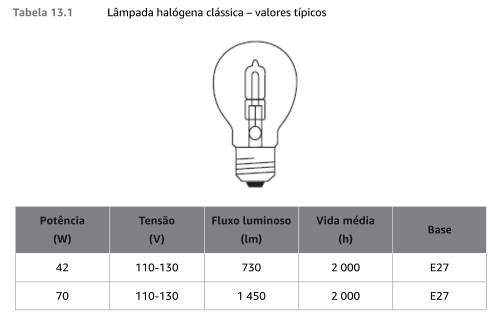 Tabela 13.1 Lâmpada halógena clássica – valores típicos
Potência (W) Tensão (V) Fluxo luminoso (lm) Vida média (h) Base
42 110-130 730 2 000 E27
70 110-130 1 450 2 000 E27